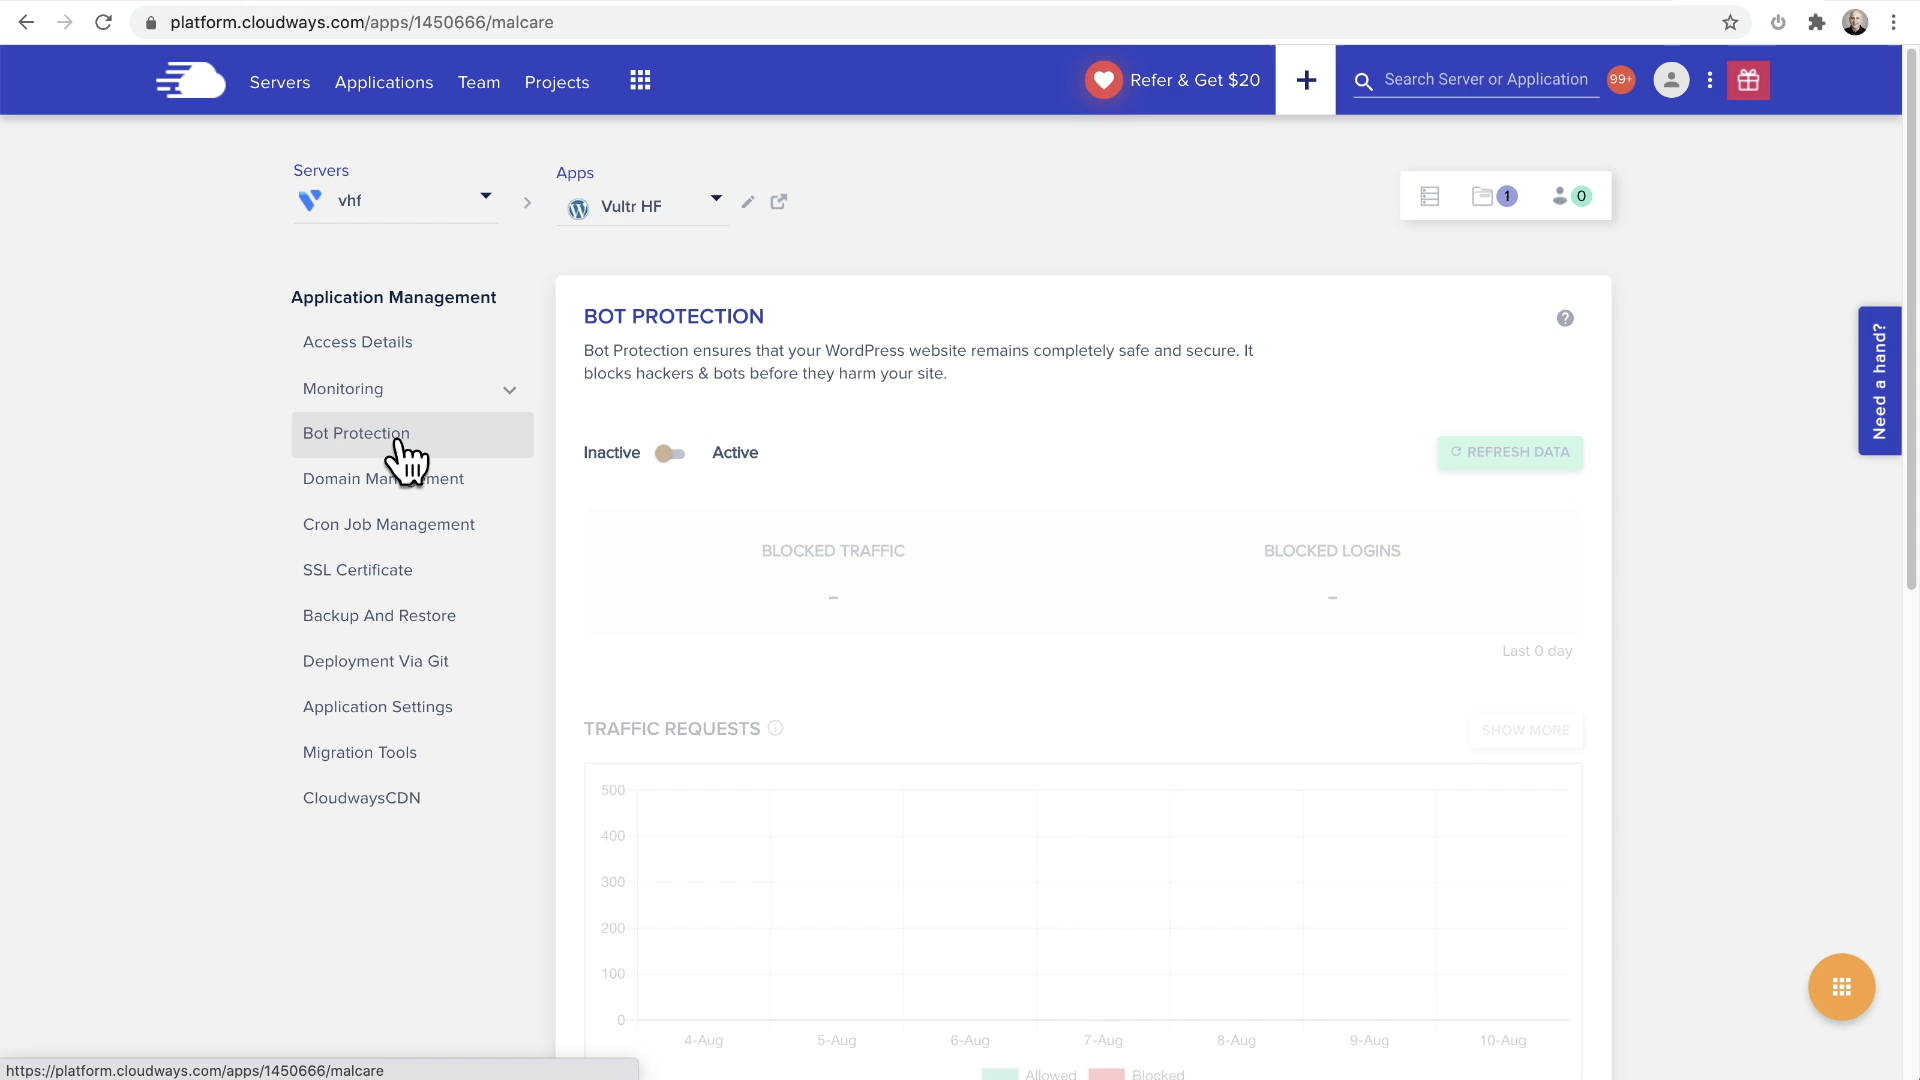 platform.cloudways.com/apps/1450666/malcare
Servers
Applications
Team
Projects
Refer & Get $20
+
Search Server or Application
99+
Servers
vhf
Apps
Vultr HF
1
0
Application Management
Access Details
Monitoring
Bot Protection
Domain Management
Cron Job Management
SSL Certificate
Backup And Restore
Deployment Via Git
Application Settings
Migration Tools
CloudwaysCDN
BOT PROTECTION
?
Bot Protection ensures that your WordPress website remains completely safe and secure. It
blocks hackers & bots before they harm your site.
Inactive
Active
REFRESH DATA
BLOCKED TRAFFIC
BLOCKED LOGINS
–
–
Last 0 day
TRAFFIC REQUESTS
SHOW MORE
500
400
300
200
100
0
4-Aug
5-Aug
6-Aug
7-Aug
8-Aug
9-Aug
10-Aug
Allowed
Blocked
Need a hand?
https://platform.cloudways.com/apps/1450666/malcare